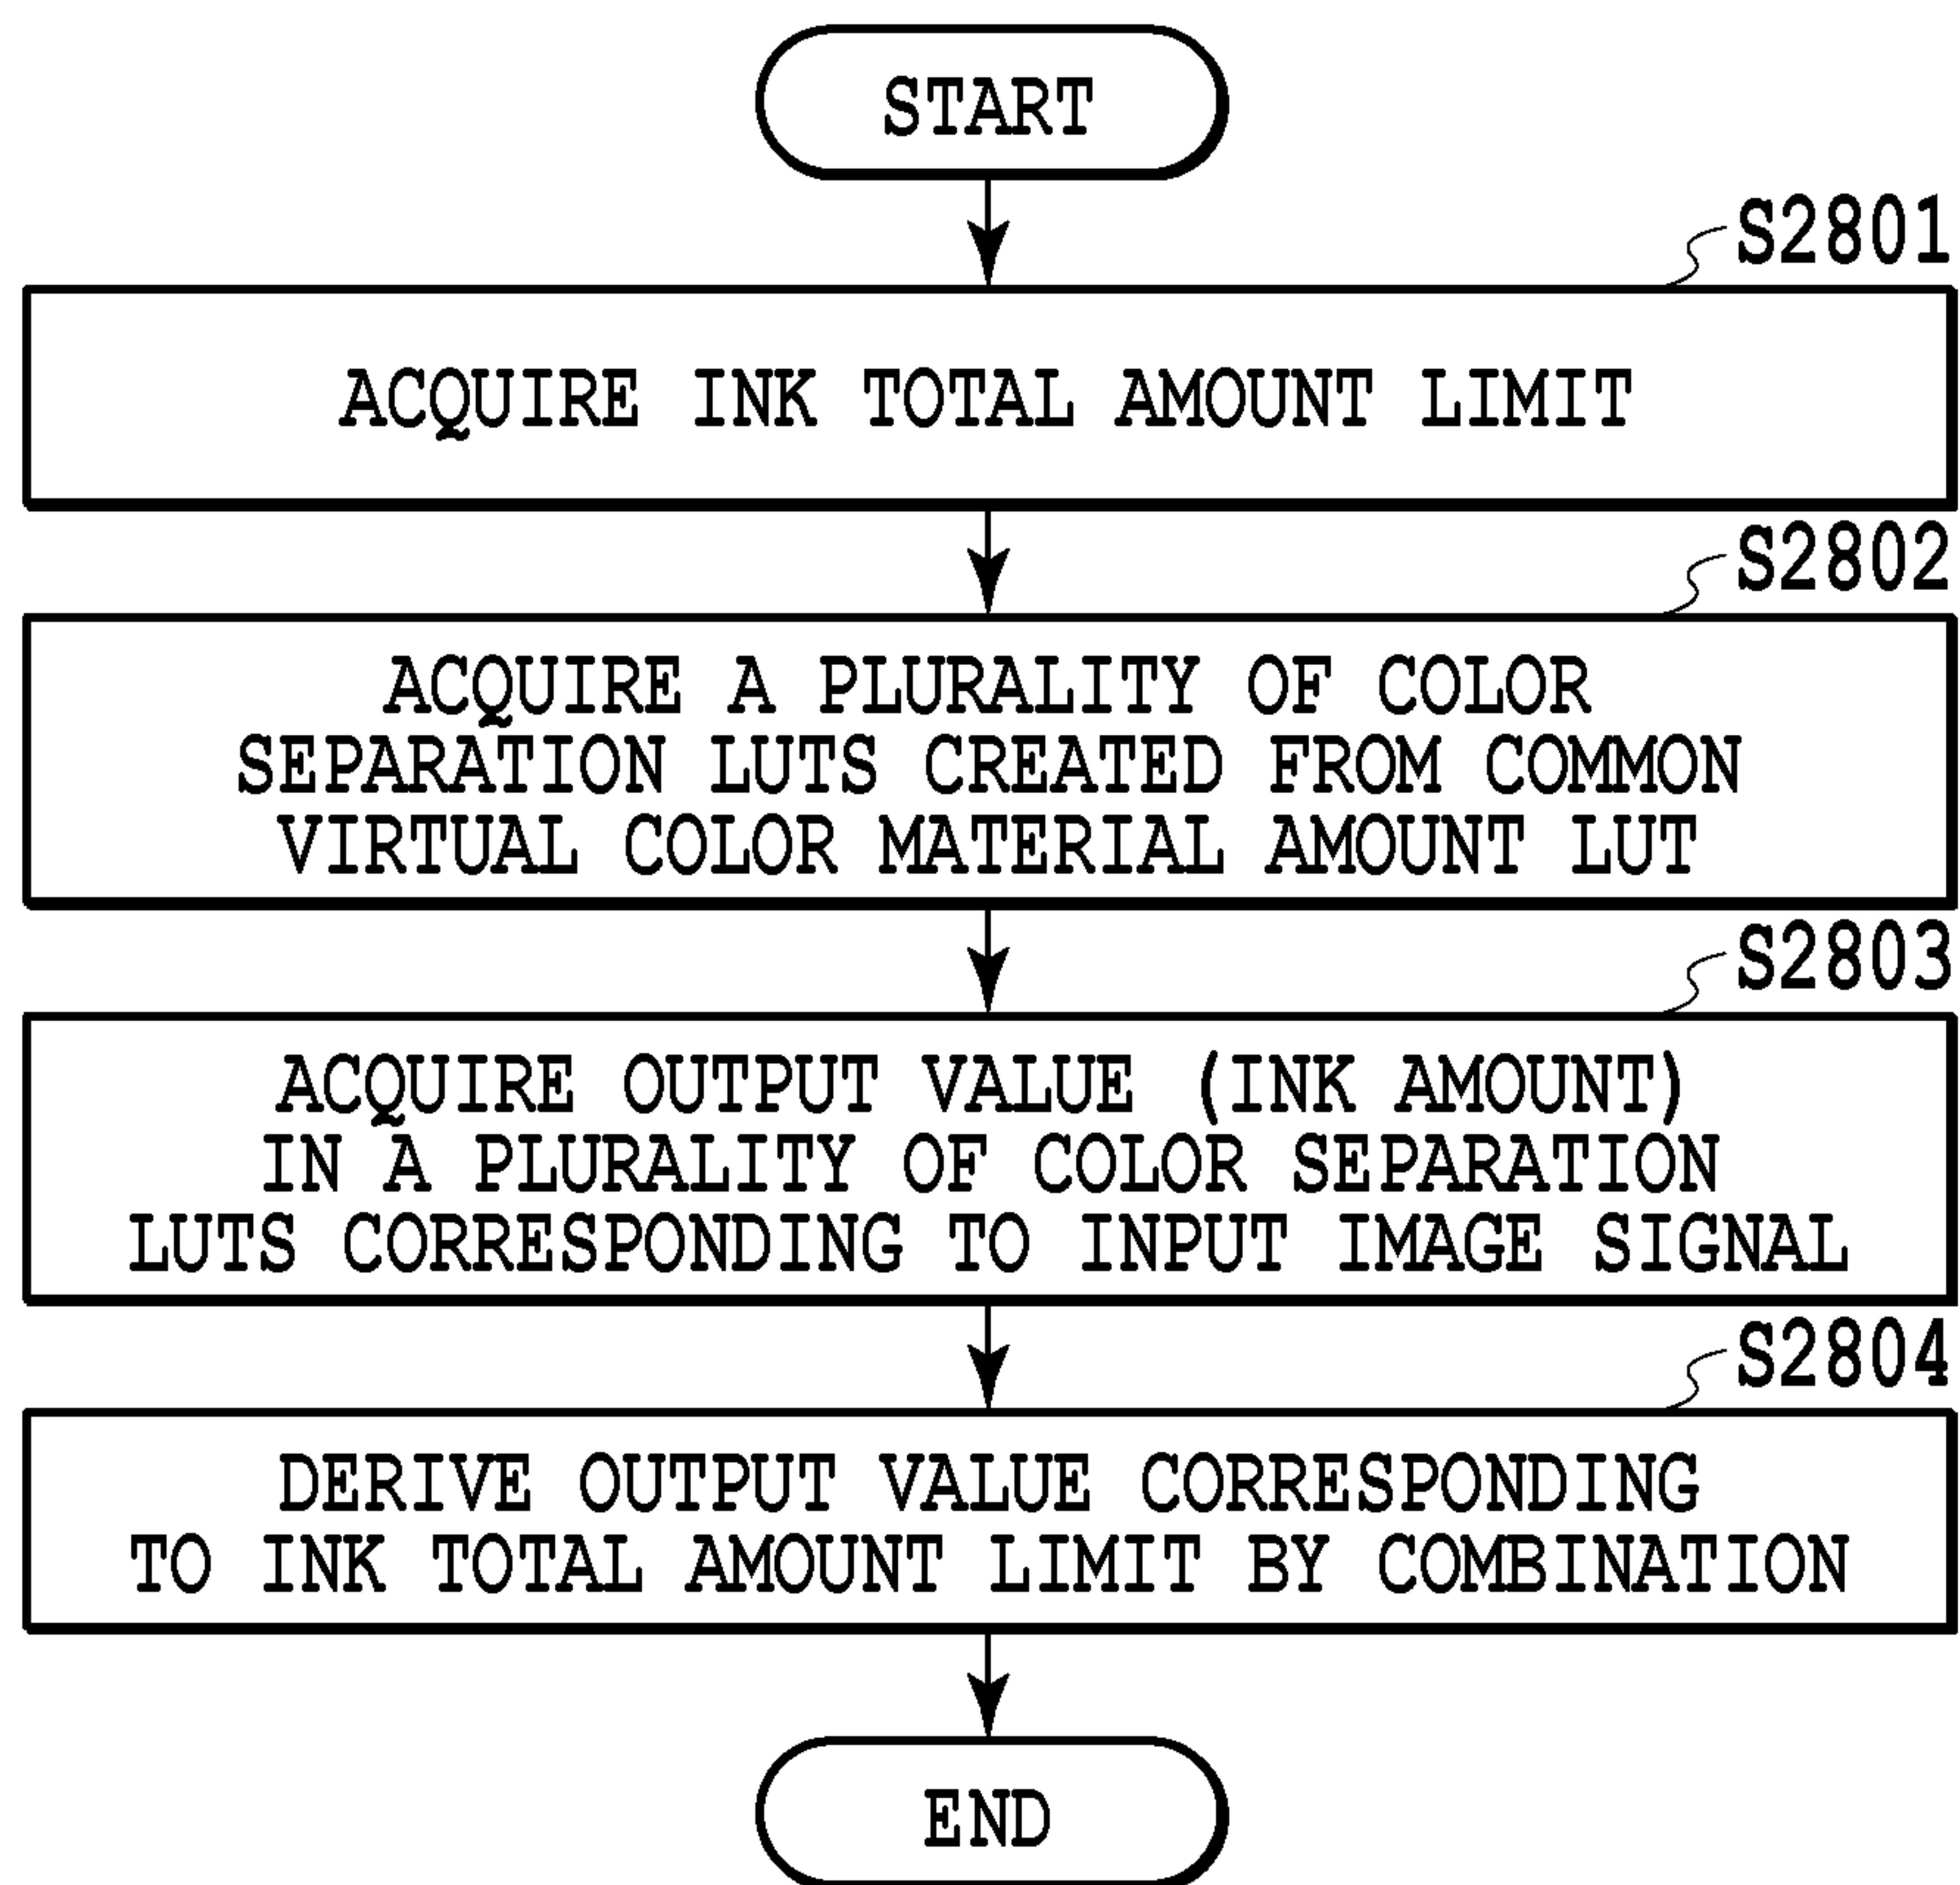 START
S2801
ACQUIRE INK TOTAL AMOUNT LIMIT
S2802
ACQUIRE A PLURALITY OF COLOR
SEPARATION LUTS CREATED FROM COMMON
VIRTUAL COLOR MATERIAL AMOUNT LUT
S2803
ACQUIRE OUTPUT VALUE (INK AMOUNT)
IN A PLURALITY OF COLOR SEPARATION
LUTS CORRESPONDING TO INPUT IMAGE SIGNAL
S2804
DERIVE OUTPUT VALUE CORRESPONDING
TO INK TOTAL AMOUNT LIMIT BY COMBINATION
END